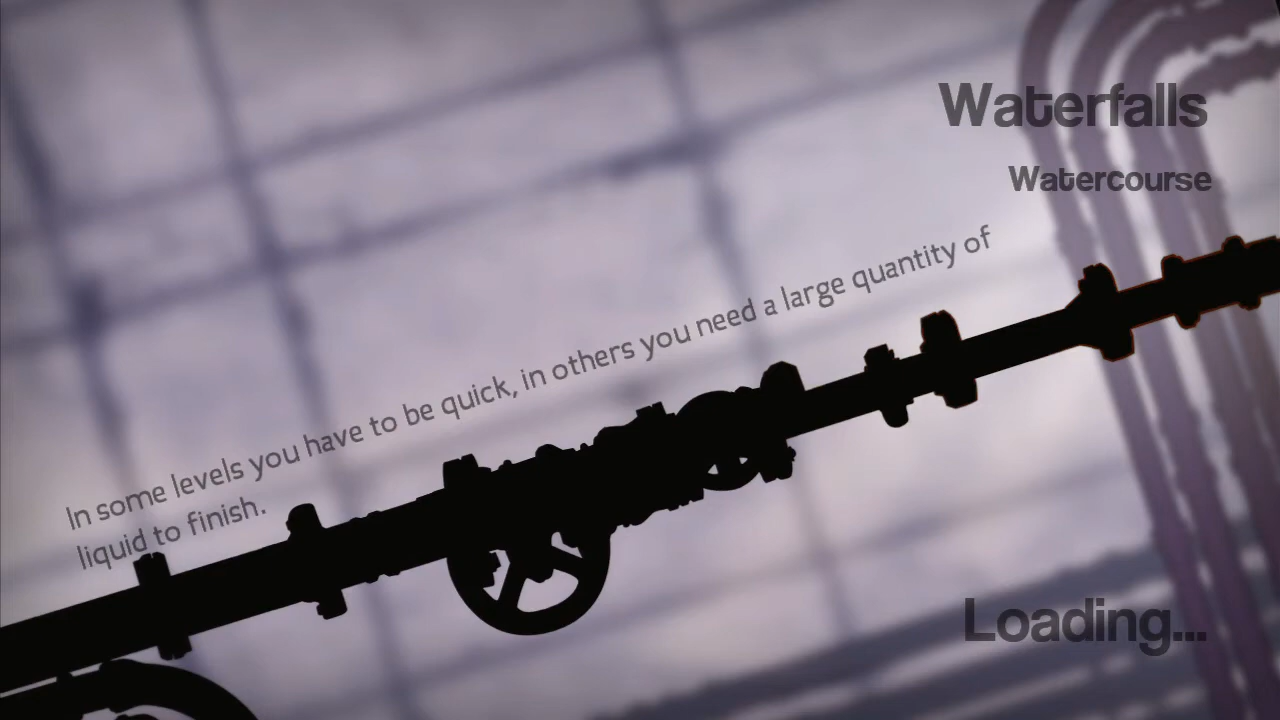 Waterfalls
Watercourse
In some levels you have to be quick, in others you need a large quantity of
liquid to finish.
Loading...